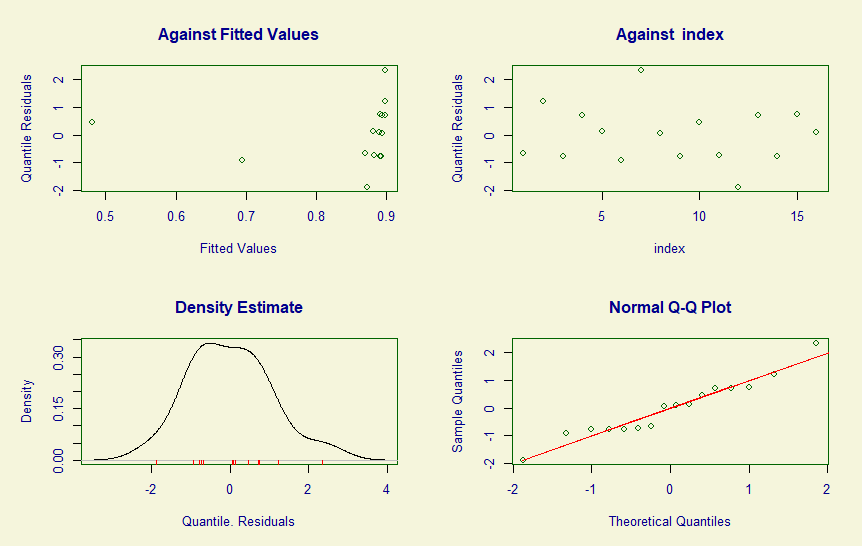 Against Fitted Values
Quantile Residuals
-2 -1 0 1 2
0.5 0.6 0.7 0.8 0.9
Fitted Values
Against index
Quantile Residuals
-2 -1 0 1 2
5 10 15
index
Density Estimate
Density
0.00 0.15 0.30
-2 0 2 4
Quantile. Residuals
Normal Q-Q Plot
Sample Quantiles
-2 -1 0 1 2
-2 -1 0 1 2
Theoretical Quantiles